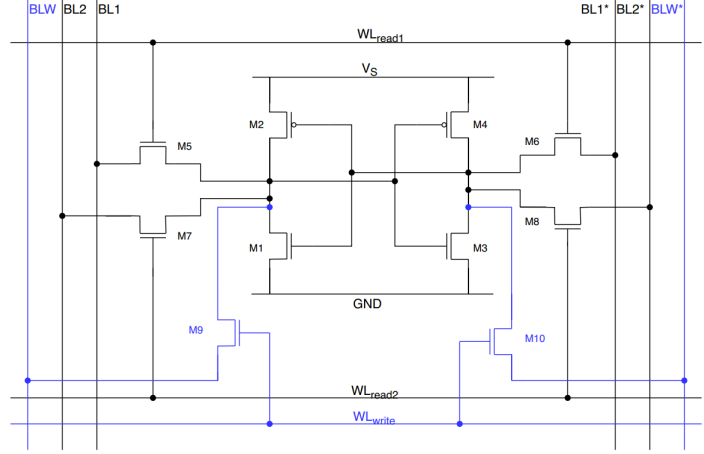 BLW BL2 BL1 BL1* BL2* BLW*
WLread1
VS
M2 M4
M5 M6
M7 M8
M1 M3
GND
M9 M10
WLread2
WLwrite